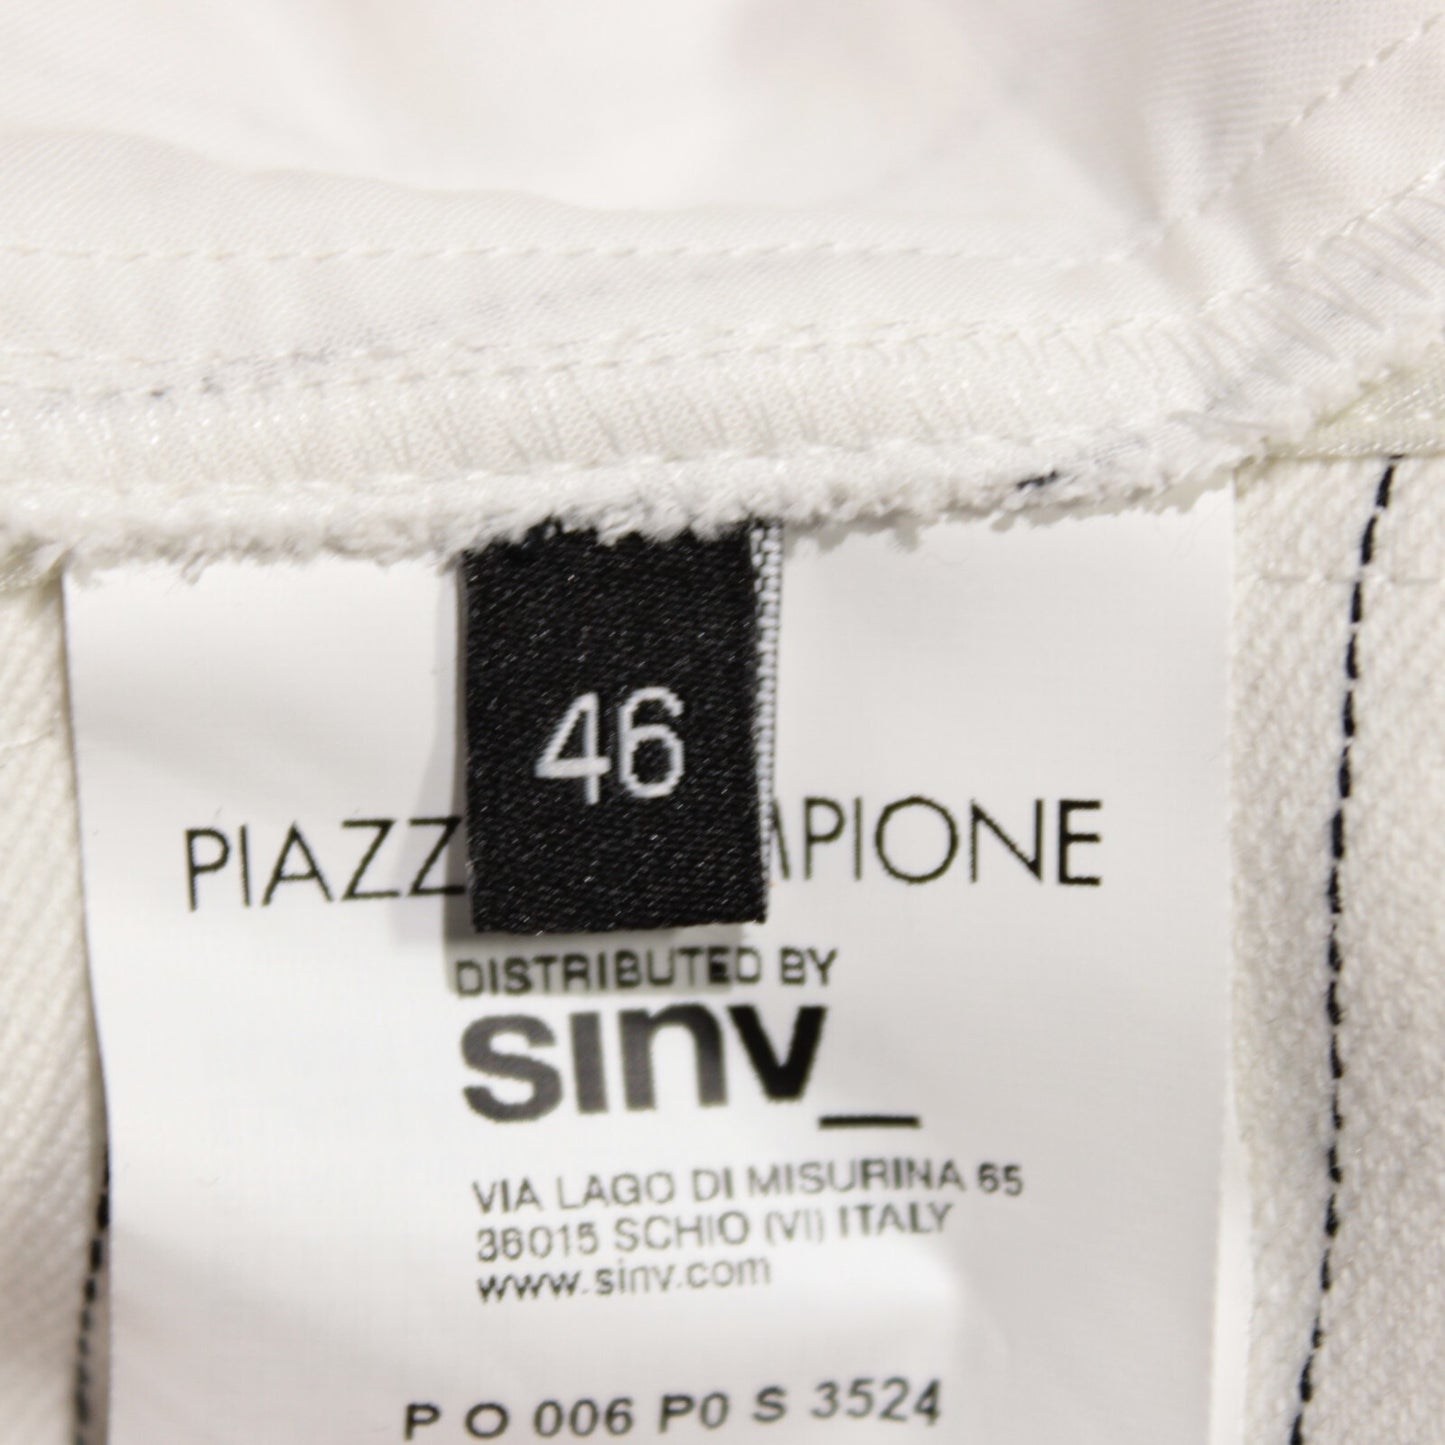 46
PIAZZ MPIONE
DISTRIBUTED BY
sinv_
VIA LAGO DI MISURINA 65
36015 SCHIO (VI) ITALY
www.sinv.com
P O 006 P0 S 3524